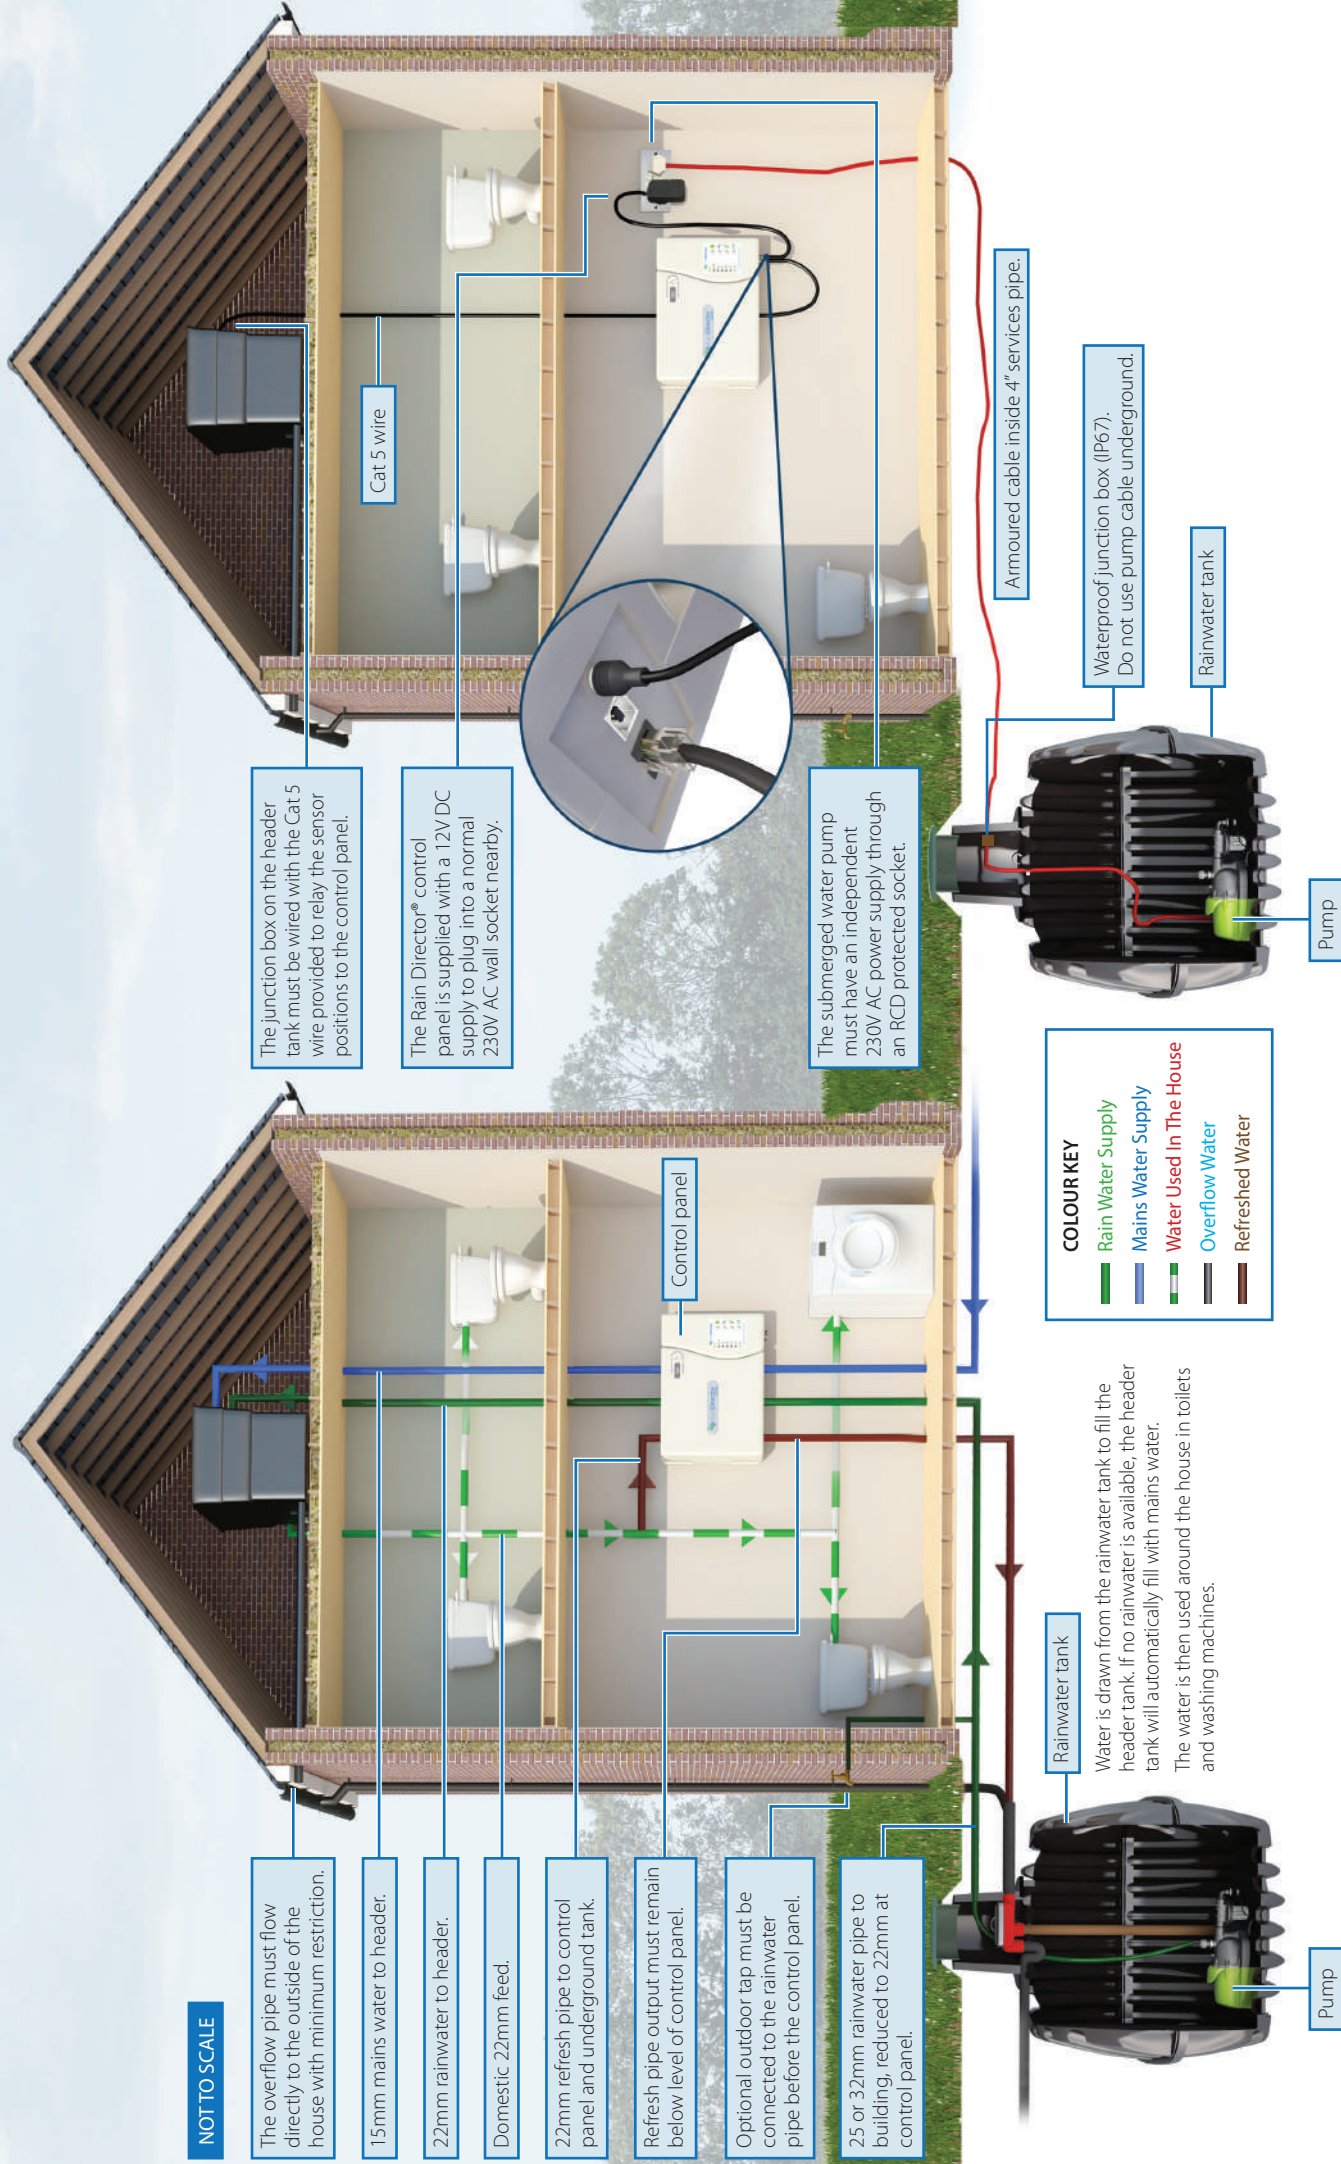 NOT TO SCALE
The overflow pipe must flow
directly to the outside of the
house with minimum restriction.
15mm mains water to header.
22mm rainwater to header.
Domestic 22mm feed.
22mm refresh pipe to control
panel and underground tank.
Refresh pipe output must remain
below level of control panel.
Optional outdoor tap must be
connected to the rainwater
pipe before the control panel.
25 or 32mm rainwater pipe to
building, reduced to 22mm at
control panel.
Control panel
Rainwater tank
Pump
Water is drawn from the rainwater tank to fill the
header tank. If no rainwater is available, the header
tank will automatically fill with mains water.
The water is then used around the house in toilets
and washing machines.
COLOUR KEY
Rain Water Supply
Mains Water Supply
Water Used In The House
Overflow Water
Refreshed Water
The junction box on the header
tank must be wired with the Cat 5
wire provided to relay the sensor
positions to the control panel.
The Rain Director® control
panel is supplied with a 12V DC
supply to plug into a normal
230V AC wall socket nearby.
The submerged water pump
must have an independent
230V AC power supply through
an RCD protected socket.
Cat 5 wire
Armoured cable inside 4" services pipe.
Waterproof junction box (IP67).
Do not use pump cable underground.
Rainwater tank
Pump